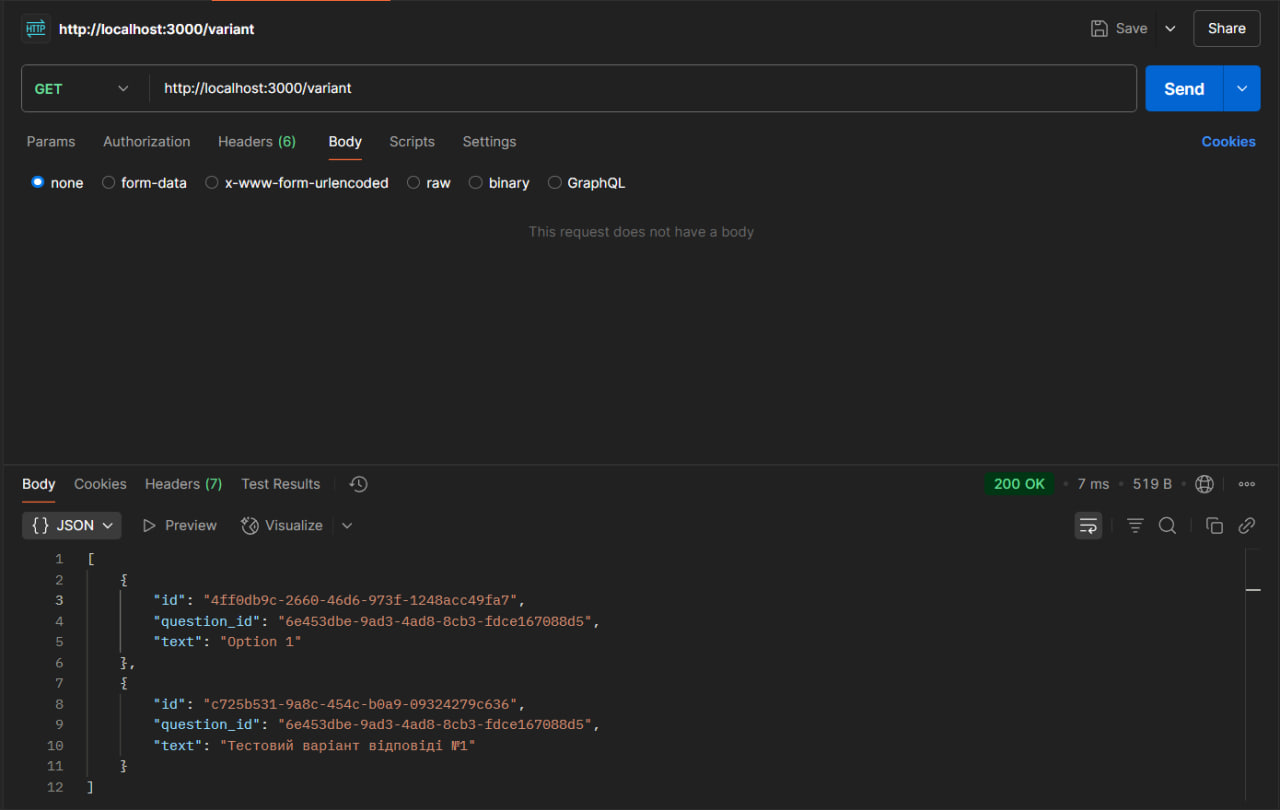 HTTP http://localhost:3000/variant Save Share
GET http://localhost:3000/variant Send
Params Authorization Headers (6) Body Scripts Settings Cookies
none form-data x-www-form-urlencoded raw binary GraphQL
This request does not have a body
Body Cookies Headers (7) Test Results 200 OK • 7 ms • 519 B •
{} JSON Preview Visualize
1 [
2 {
3 "id": "4ff0db9c-2660-46d6-973f-1248acc49fa7",
4 "question_id": "6e453dbe-9ad3-4ad8-8cb3-fdce167088d5",
5 "text": "Option 1"
6 },
7 {
8 "id": "c725b531-9a8c-454c-b0a9-09324279c636",
9 "question_id": "6e453dbe-9ad3-4ad8-8cb3-fdce167088d5",
10 "text": "Тестовий варіант відповіді №1"
11 }
12 ]